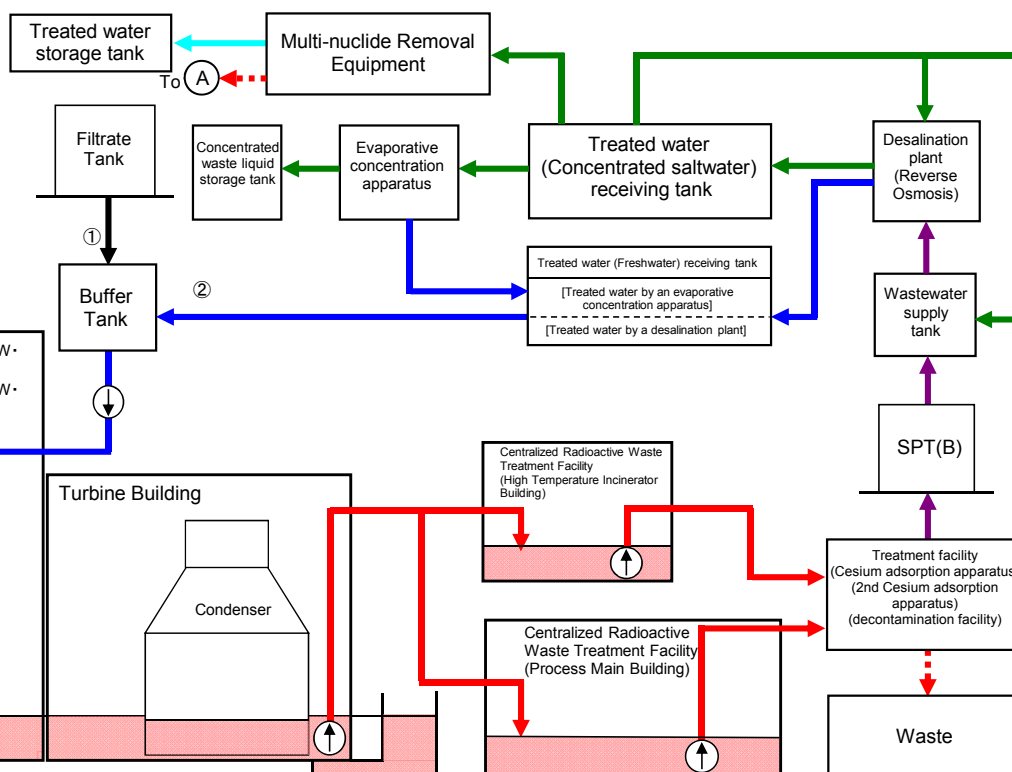 Treated water
storage tank
Multi-nuclide Removal
Equipment
To A
Filtrate
Tank
Concentrated
waste liquid
storage tank
Evaporative
concentration
apparatus
Treated water
(Concentrated saltwater)
receiving tank
Desalination
plant
(Reverse
Osmosis)
①
Buffer
Tank
②
Treated water (Freshwater) receiving tank
[Treated water by an evaporative
concentration apparatus]
[Treated water by a desalination plant]
Wastewater
supply
tank
w・
w・
SPT(B)
Turbine Building
Condenser
Centralized Radioactive Waste
Treatment Facility
(High Temperature Incinerator
Building)
Centralized Radioactive
Waste Treatment Facility
(Process Main Building)
Treatment facility
(Cesium adsorption apparatus
(2nd Cesium adsorption
apparatus)
(decontamination facility)
Waste